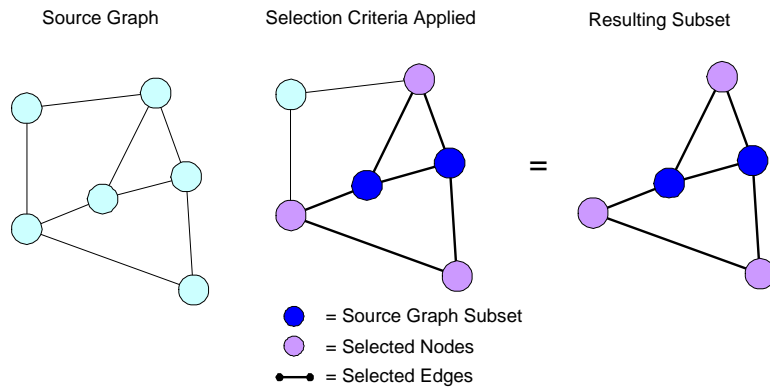 Source Graph
Selection Criteria Applied
Resulting Subset
=
= Source Graph Subset
= Selected Nodes
= Selected Edges